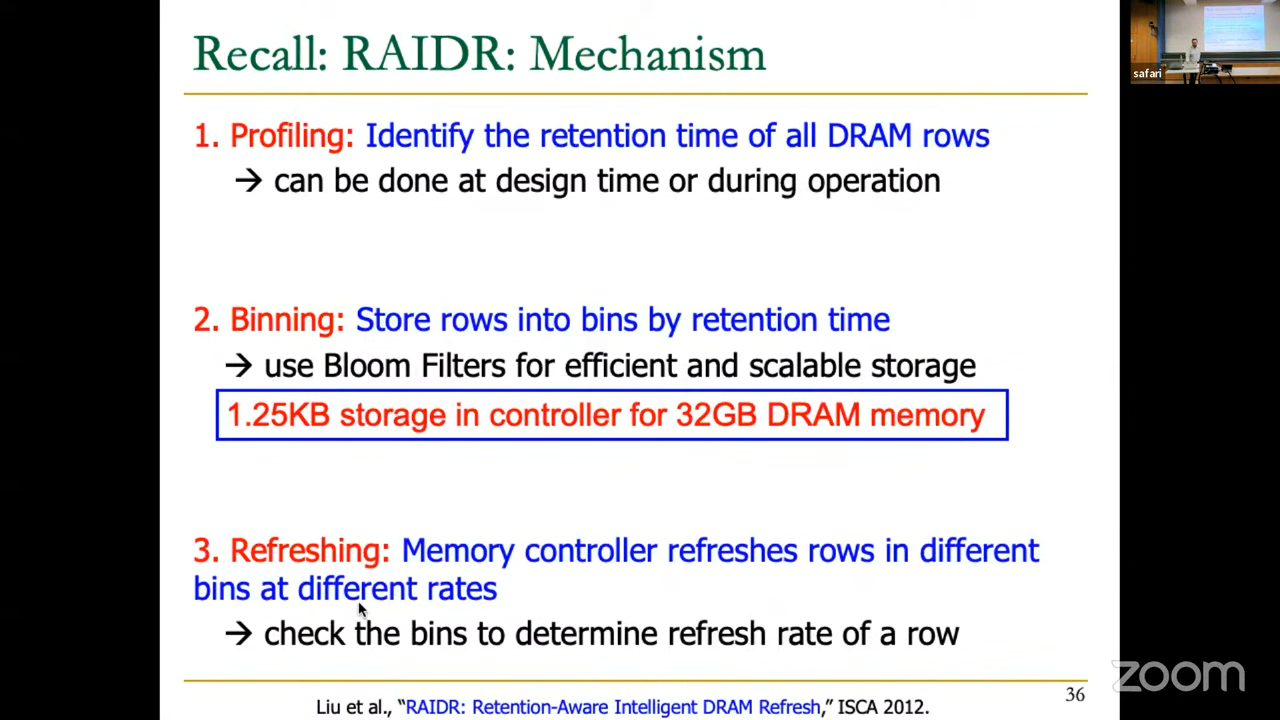 Recall: RAIDR: Mechanism
safari
1. Profiling: Identify the retention time of all DRAM rows
→ can be done at design time or during operation
2. Binning: Store rows into bins by retention time
→ use Bloom Filters for efficient and scalable storage
1.25KB storage in controller for 32GB DRAM memory
3. Refreshing: Memory controller refreshes rows in different
bins at different rates
→ check the bins to determine refresh rate of a row
zoom
36
Liu et al., “RAIDR: Retention-Aware Intelligent DRAM Refresh,” ISCA 2012.